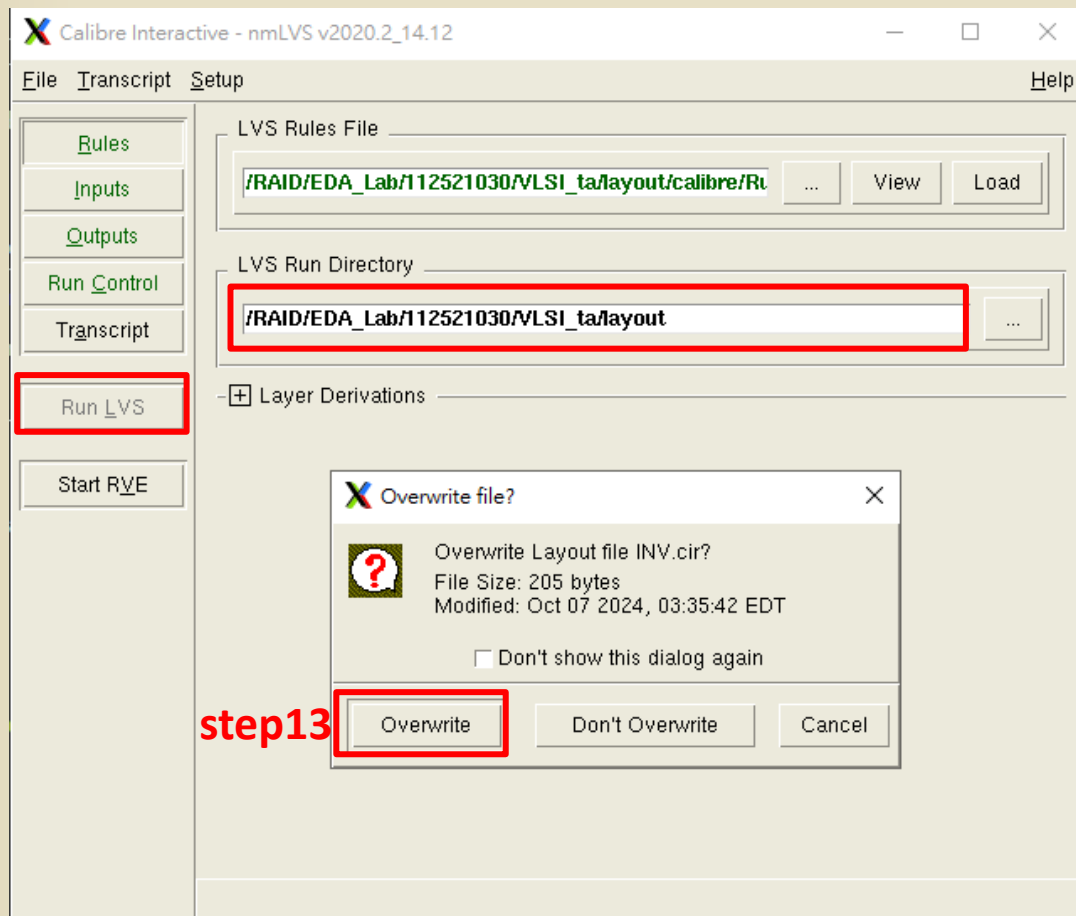 Calibre Interactive - nmLVS v2020.2_14.12
File Transcript Setup Help
Rules
Inputs
Outputs
Run Control
Transcript
Run LVS
Start RVE
LVS Rules File
/RAID/EDA_Lab/112521030/VLSI_ta/layout/calibre/Ru ... View Load
LVS Run Directory
/RAID/EDA_Lab/112521030/VLSI_ta/layout ...
+ Layer Derivations
Overwrite file?
Overwrite Layout file INV.cir?
File Size: 205 bytes
Modified: Oct 07 2024, 03:35:42 EDT
Don't show this dialog again
step13 Overwrite Don't Overwrite Cancel